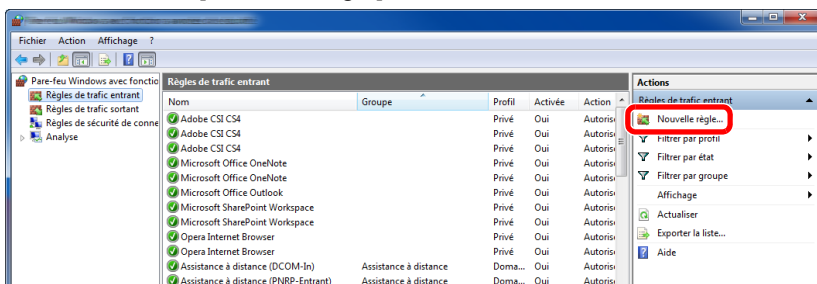 Fichier Action Affichage ?
Pare-feu Windows avec fonctio
Règles de trafic entrant
Règles de trafic sortant
Règles de sécurité de conne
Analyse
Règles de trafic entrant
Nom Groupe Profil Activée Action
Adobe CSI CS4 Privé Oui Autoris
Adobe CSI CS4 Privé Oui Autoris
Adobe CSI CS4 Privé Oui Autoris
Microsoft Office OneNote Privé Oui Autoris
Microsoft Office OneNote Privé Oui Autoris
Microsoft Office Outlook Privé Oui Autoris
Microsoft SharePoint Workspace Privé Oui Autoris
Microsoft SharePoint Workspace Privé Oui Autoris
Opera Internet Browser Privé Oui Autoris
Opera Internet Browser Privé Oui Autoris
Assistance à distance (DCOM-In) Assistance à distance Doma... Oui Autoris
Assistance à distance (PNRP-Entrant) Assistance à distance Doma... Oui Autoris
Actions
Règles de trafic entrant
Nouvelle règle...
Filtrer par profil
Filtrer par état
Filtrer par groupe
Affichage
Actualiser
Exporter la liste...
Aide